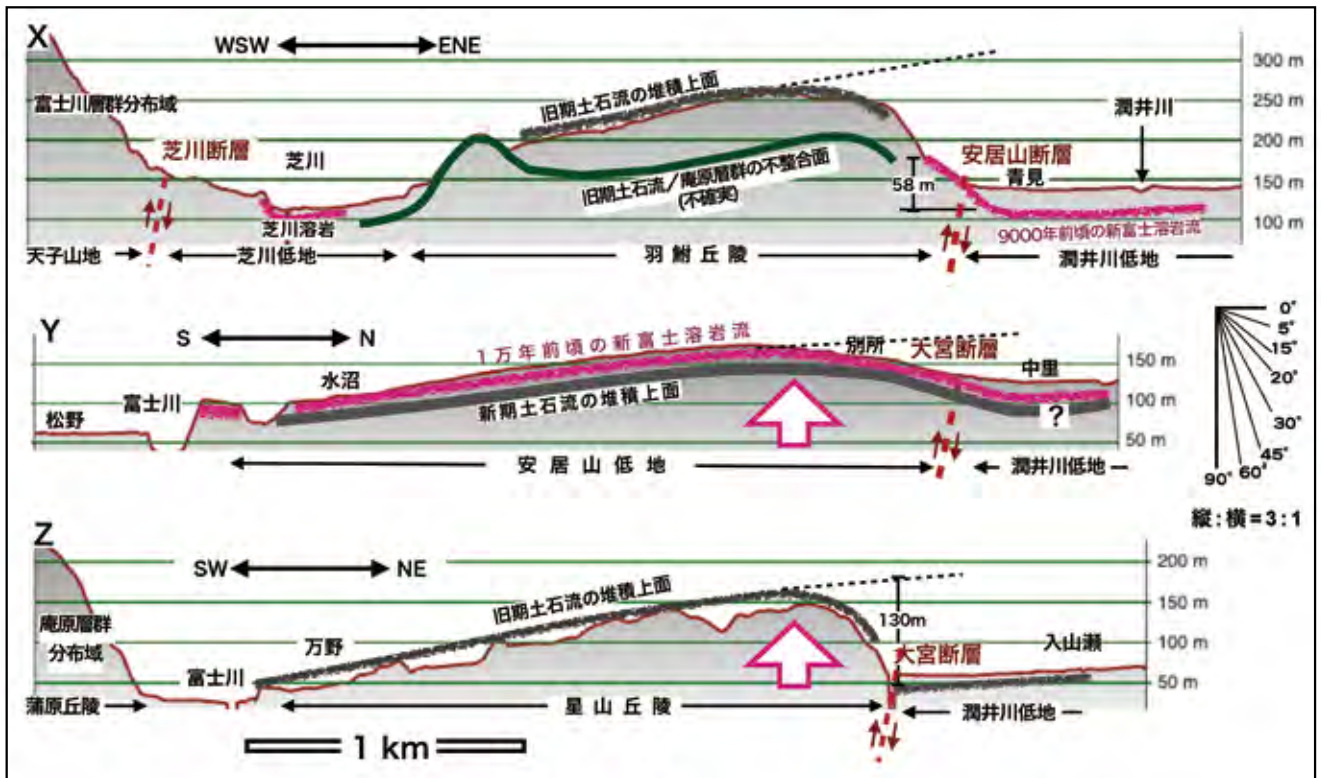 X
WSW
ENE
300 m
250 m
200 m
150 m
100 m
旧期土石流の堆積上面
富士川層群分布域
芝川断層
芝川
潤井川
安居山断層
青見
58 m
旧期土石流/庵原層群の不整合面
(不確実)
芝川溶岩
9000年前頃の新富士溶岩流
天子山地
芝川低地
羽鮒丘陵
潤井川低地
Y
S
N
1万年前頃の新富士溶岩流
別所
大宮断層
中里
150 m
100 m
50 m
水沼
富士川
松野
新期土石流の堆積上面
?
安居山低地
潤井川低地
0°
5°
15°
20°
30°
45°
60°
90°
縦:横=3:1
Z
SW
NE
200 m
150 m
100 m
50 m
旧期土石流の堆積上面
庵原層群
分布域
万野
富士川
130m
大宮断層
入山瀬
蒲原丘陵
星山丘陵
潤井川低地
1 km